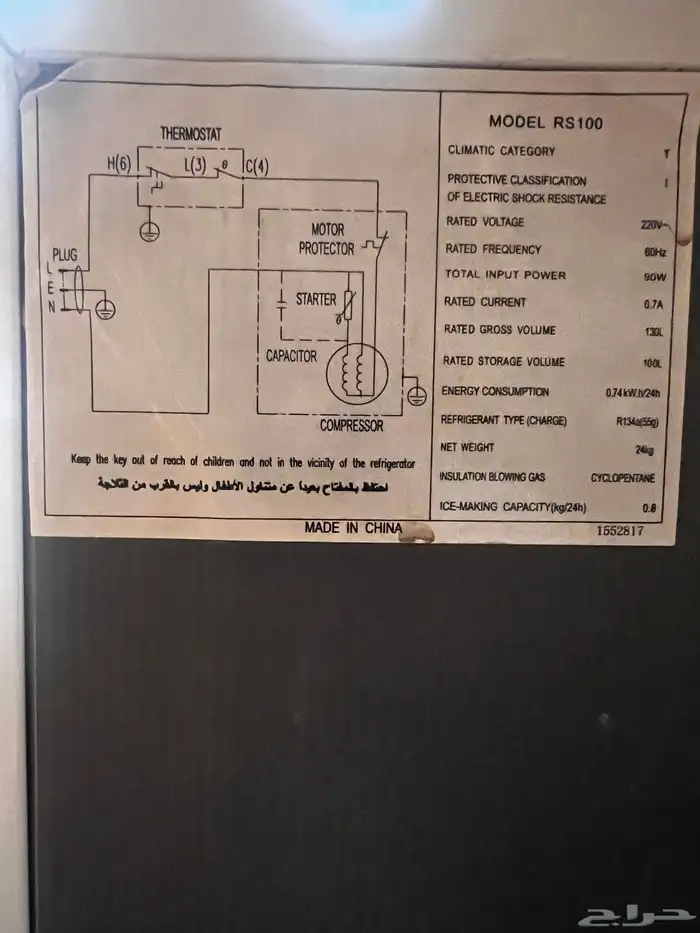 THERMOSTAT
H(6) L(3) θ C(4)
MOTOR
PROTECTOR
PLUG
L
E
N
STARTER
θ
CAPACITOR
COMPRESSOR
Keep the key out of reach of children and not in the vicinity of the refrigerator
احتفظ بالمفتاح بعيدا عن متناول الأطفال وليس بالقرب من الثلاجة
MODEL RS100
CLIMATIC CATEGORY T
PROTECTIVE CLASSIFICATION I
OF ELECTRIC SHOCK RESISTANCE
RATED VOLTAGE 220V~
RATED FREQUENCY 60Hz
TOTAL INPUT POWER 90W
RATED CURRENT 0.7A
RATED GROSS VOLUME 130L
RATED STORAGE VOLUME 100L
ENERGY CONSUMPTION 0.74kW.h/24h
REFRIGERANT TYPE (CHARGE) R134a(55g)
NET WEIGHT 24kg
INSULATION BLOWING GAS CYCLOPENTANE
ICE-MAKING CAPACITY(kg/24h)
MADE IN CHINA 1552817
حراج